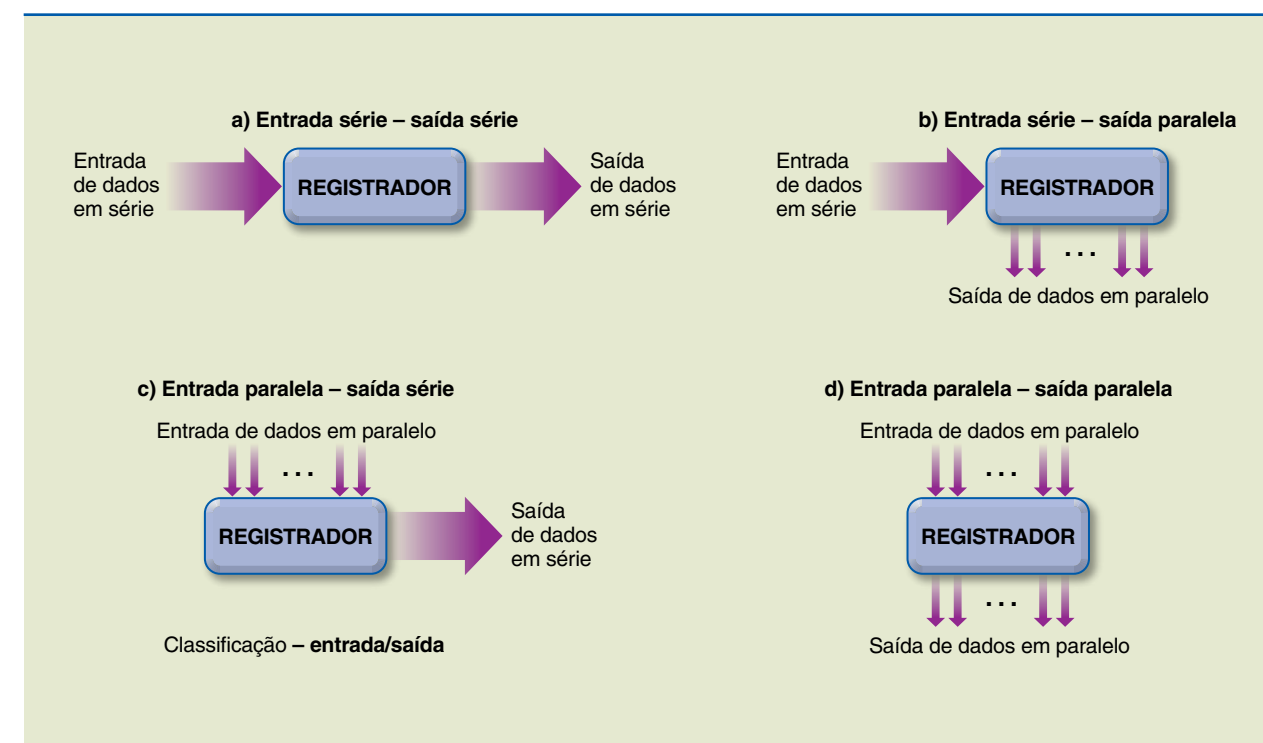 a) Entrada série – saída série
Entrada
de dados
em série
REGISTRADOR
Saída
de dados
em série
b) Entrada série – saída paralela
Entrada
de dados
em série
REGISTRADOR
...
Saída de dados em paralelo
c) Entrada paralela – saída série
Entrada de dados em paralelo
...
REGISTRADOR
Saída
de dados
em série
Classificação – entrada/saída
d) Entrada paralela – saída paralela
Entrada de dados em paralelo
...
REGISTRADOR
...
Saída de dados em paralelo